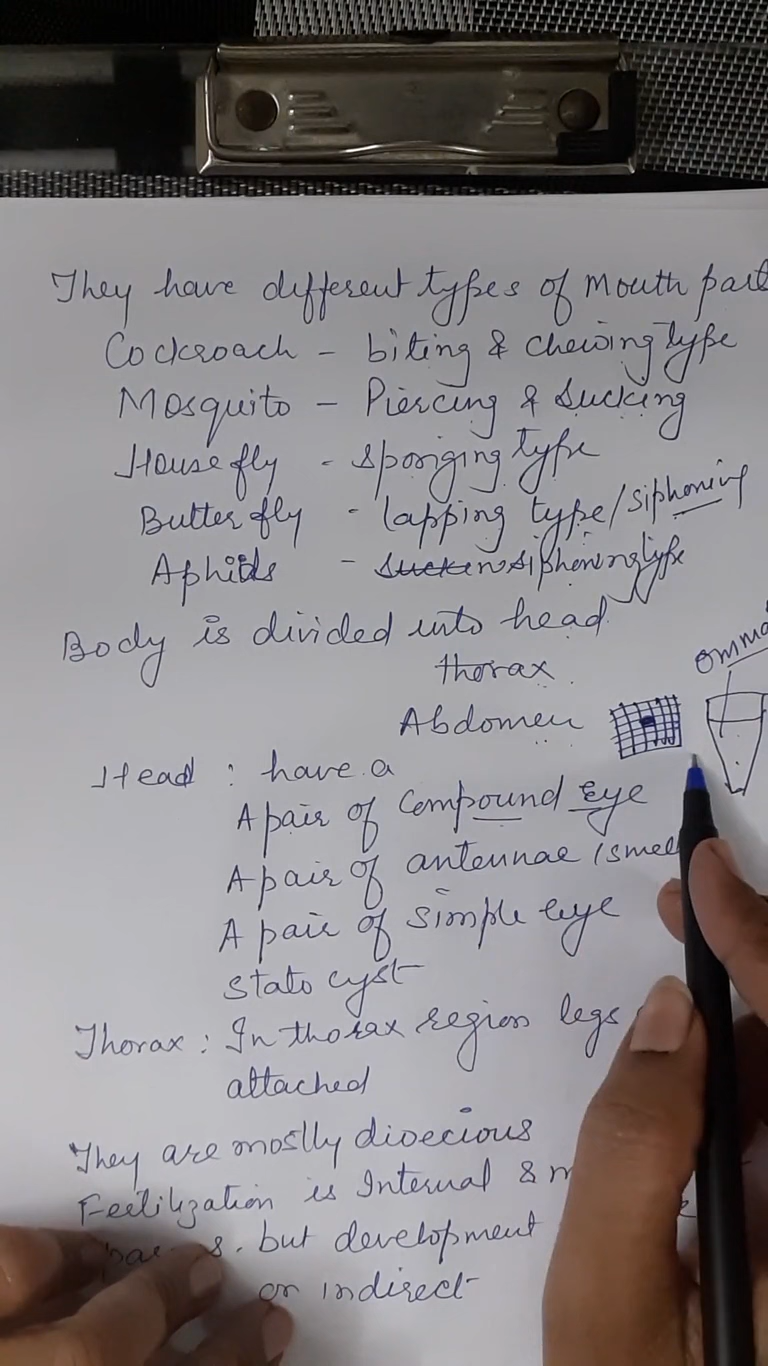 They have different types of Mouth part
Cockroach - biting & chewing type
Mosquito - Piercing & Sucking
House fly - sponging type
Butterfly - lapping type/siphoning
Aphids - siphoning type
Body is divided into head
thorax
Abdomen
Omma
Head : have a
A pair of Compound Eye
A pair of antennae (smel
A pair of simple eye
stato cyst
Thorax : In thorax region legs
attached
They are mostly dioecious
Fertilization is Internal & m
but development
or indirect